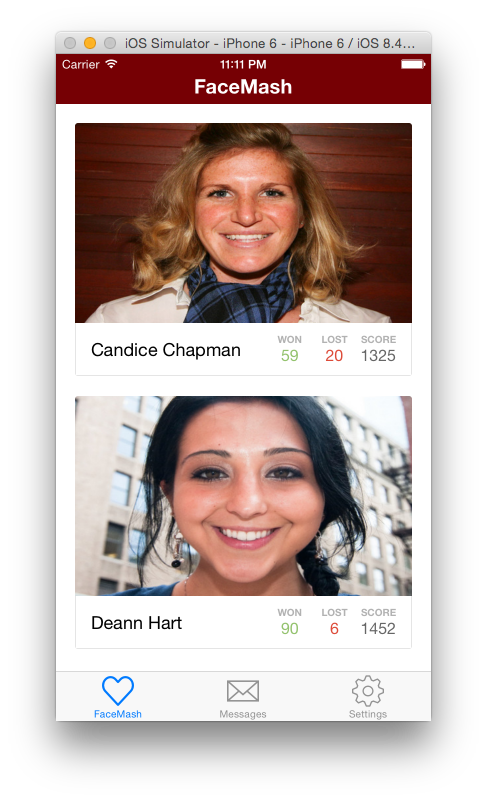 iOS Simulator - iPhone 6 - iPhone 6 / iOS 8.4...
Carrier 11:11 PM
FaceMash
WON LOST SCORE
Candice Chapman 59 20 1325
WON LOST SCORE
Deann Hart 90 6 1452
FaceMash Messages Settings